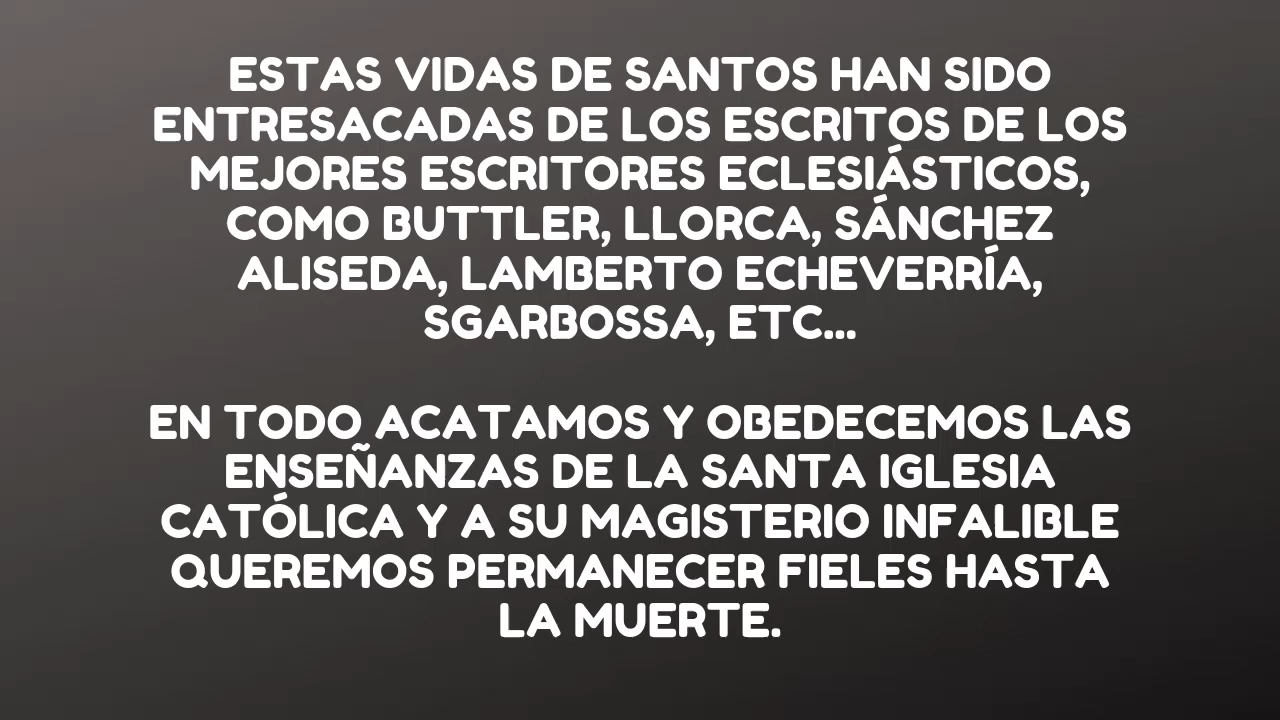 ESTAS VIDAS DE SANTOS HAN SIDO
ENTRESACADAS DE LOS ESCRITOS DE LOS
MEJORES ESCRITORES ECLESIÁSTICOS,
COMO BUTTLER, LLORCA, SÁNCHEZ
ALISEDA, LAMBERTO ECHEVERRÍA,
SGARBOSSA, ETC...
EN TODO ACATAMOS Y OBEDECEMOS LAS
ENSEÑANZAS DE LA SANTA IGLESIA
CATÓLICA Y A SU MAGISTERIO INFALIBLE
QUEREMOS PERMANECER FIELES HASTA
LA MUERTE.